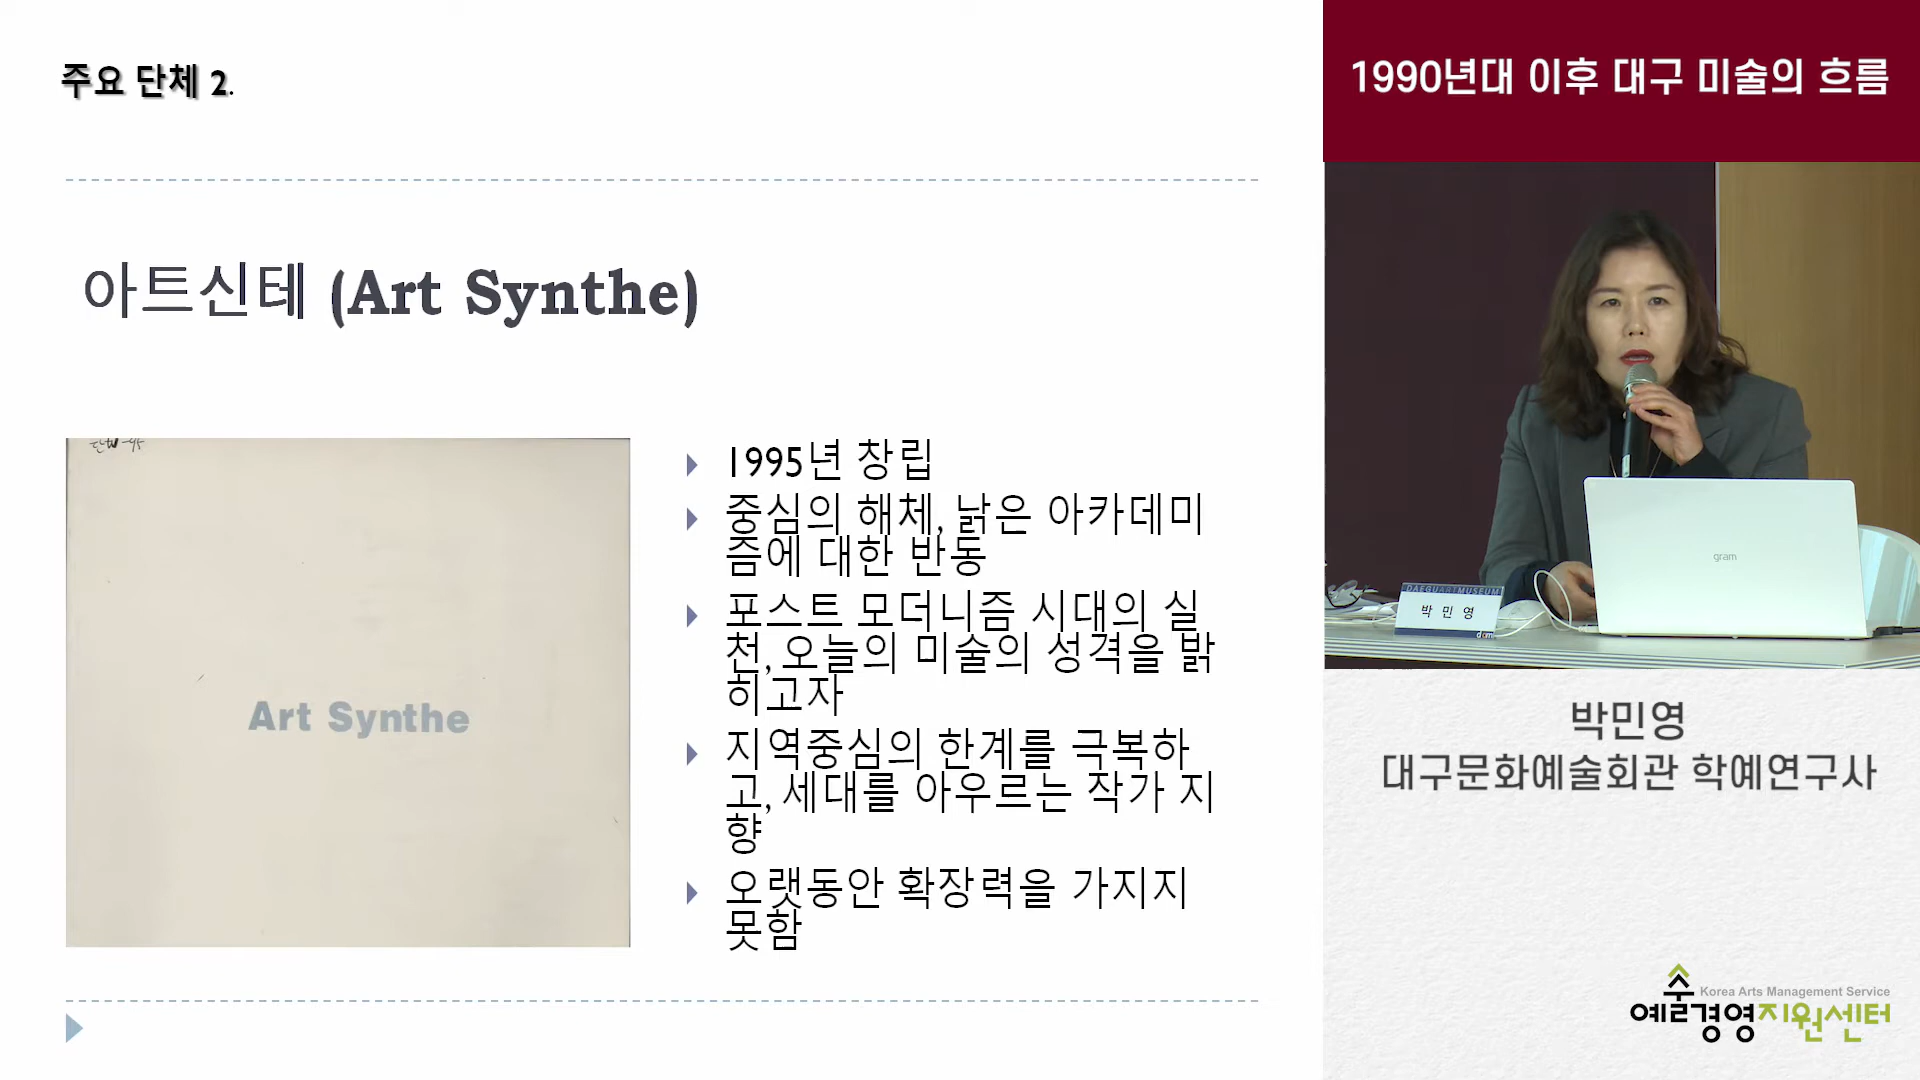 주요 단체 2.
아트신테 (Art Synthe)
Art Synthe
1995년 창립
중심의 해체, 낡은 아카데미
즘에 대한 반동
포스트 모더니즘 시대의 실
천, 오늘의 미술의 성격을 밝
히고자
지역중심의 한계를 극복하
고, 세대를 아우르는 작가 지
향
오랫동안 확장력을 가지지
못함
1990년대 이후 대구 미술의 흐름
gram
DAEGUARTMUSEUM
박 민 영
박민영
대구문화예술회관 학예연구사
Korea Arts Management Service
예술경영지원센터